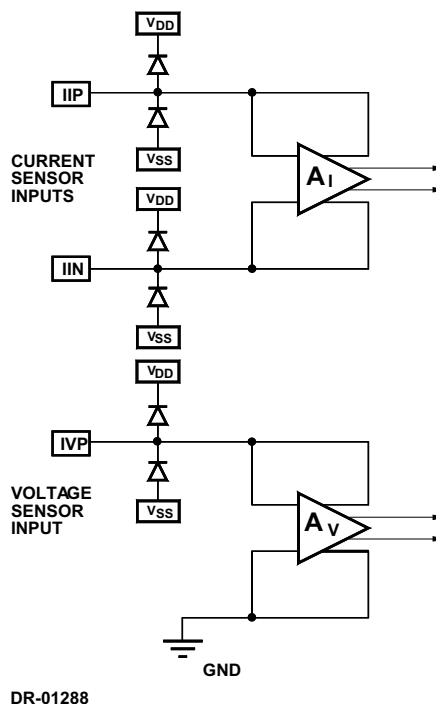 VDD
IIP
CURRENT
SENSOR
INPUTS
VSS
VDD
AI
IIN
VSS
VDD
IVP
VOLTAGE
SENSOR
INPUT
VSS
AV
GND
DR-01288